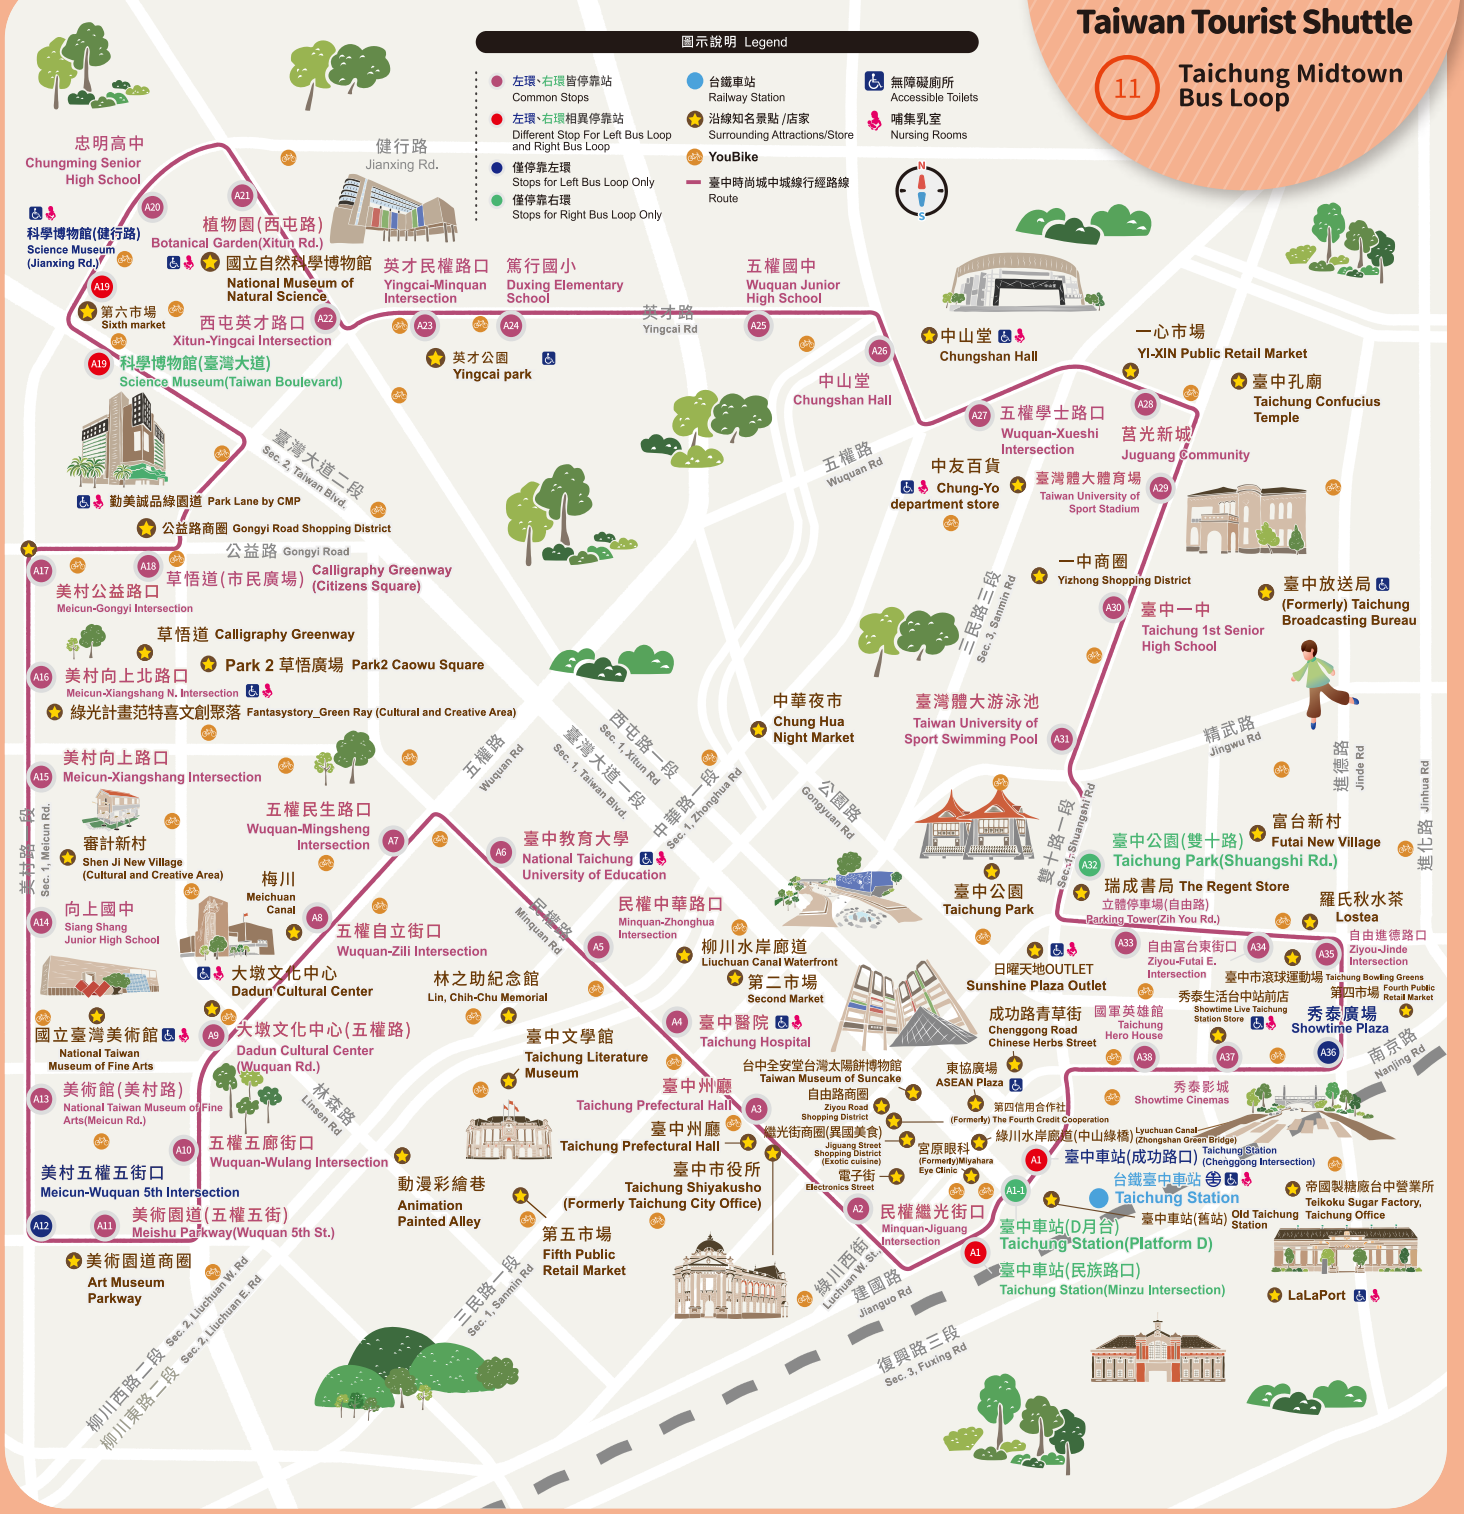 Taiwan Tourist Shuttle
11
Taichung Midtown
Bus Loop
圖示說明 Legend
左環、右環皆停靠站
Common Stops
左環、右環相異停靠站
Different Stop For Left Bus Loop
and Right Bus Loop
僅停靠左環
Stops for Left Bus Loop Only
僅停靠右環
Stops for Right Bus Loop Only
台鐵車站
Railway Station
沿線知名景點/店家
Surrounding Attractions/Store
YouBike
臺中時尚城中城線行經路線
Route
無障礙廁所
Accessible Toilets
哺集乳室
Nursing Rooms
N
S
忠明高中
Chungming Senior
High School
健行路
Jianxing Rd.
A20
A21
科學博物館(健行路)
Science Museum
(Jianxing Rd.)
A19
植物園(西屯路)
Botanical Garden(Xitun Rd.)
國立自然科學博物館
National Museum of
Natural Science
第六市場
Sixth market
西屯英才路口
Xitun-Yingcai Intersection
A22
A19
科學博物館(臺灣大道)
Science Museum(Taiwan Boulevard)
英才民權路口
Yingcai-Minquan
Intersection
A23
篤行國小
Duxing Elementary
School
A24
英才路
Yingcai Rd
五權國中
Wuquan Junior
High School
A25
A26
英才公園
Yingcai park
中山堂
Chungshan Hall
中山堂
Chungshan Hall
一心市場
YI-XIN Public Retail Market
臺中孔廟
Taichung Confucius
Temple
A27
五權學士路口
Wuquan-Xueshi
Intersection
A28
莒光新城
Juguang Community
五權路
Wuquan Rd
中友百貨
Chung-Yo
department store
臺灣體大體育場
Taiwan University of
Sport Stadium
A29
臺灣大道二段
Sec. 2, Taiwan Blvd.
勤美誠品綠園道 Park Lane by CMP
公益路商圈 Gongyi Road Shopping District
公益路 Gongyi Road
A17
美村公益路口
Meicun-Gongyi Intersection
A18
草悟道(市民廣場)
Calligraphy Greenway
(Citizens Square)
三民路三段
Sec. 3, Sanmin Rd
一中商圈
Yizhong Shopping District
A30
臺中一中
Taichung 1st Senior
High School
臺中放送局
(Formerly) Taichung
Broadcasting Bureau
草悟道 Calligraphy Greenway
Park 2 草悟廣場 Park2 Caowu Square
A16
美村向上北路口
Meicun-Xiangshang N. Intersection
綠光計畫范特喜文創聚落 Fantasystory_Green Ray (Cultural and Creative Area)
中華夜市
Chung Hua
Night Market
臺灣體大游泳池
Taiwan University of
Sport Swimming Pool
A31
精武路
Jingwu Rd
進德路
Jinde Rd
進化路 Jinhua Rd
A15
美村向上路口
Meicun-Xiangshang Intersection
五權路
Wuquan Rd
西屯路一段
Sec. 1, Xitun Rd
臺灣大道一段
Sec. 1, Taiwan Blvd.
中華路一段
Sec. 1, Zhonghua Rd
公園路
Gongyuan Rd
美村路一段
Sec. 1, Meicun Rd.
審計新村
Shen Ji New Village
(Cultural and Creative Area)
五權民生路口
Wuquan-Mingsheng
Intersection
A7
A6
臺中教育大學
National Taichung
University of Education
雙十路一段
Sec. 1, Shuangshi Rd
A32
臺中公園(雙十路)
Taichung Park(Shuangshi Rd.)
富台新村
Futai New Village
臺中公園
Taichung Park
瑞成書局 The Regent Store
立體停車場(自由路)
Parking Tower(Zih You Rd.)
A33
羅氏秋水茶
Lostea
自由進德路口
Ziyou-Jinde
Intersection
A35
A34
自由富台東街口
Ziyou-Futai E.
Intersection
梅川
Meichuan
Canal
A8
五權自立街口
Wuquan-Zili Intersection
A14
向上國中
Siang Shang
Junior High School
民權路
Minquan Rd
民權中華路口
Minquan-Zhonghua
Intersection
A5
柳川水岸廊道
Liuchuan Canal Waterfront
第二市場
Second Market
日曜天地OUTLET
Sunshine Plaza Outlet
臺中市滾球運動場 Taichung Bowling Greens
第四市場 Fourth Public
Retail Market
大墩文化中心
Dadun Cultural Center
林之助紀念館
Lin, Chih-Chu Memorial
國立臺灣美術館
National Taiwan
Museum of Fine Arts
A9
大墩文化中心(五權路)
Dadun Cultural Center
(Wuquan Rd.)
臺中文學館
Taichung Literature
Museum
A4
臺中醫院
Taichung Hospital
成功路青草街
Chenggong Road
Chinese Herbs Street
國軍英雄館
Taichung
Hero House
A38
秀泰生活台中站前店
Showtime Live Taichung
Station Store
A37
秀泰廣場
Showtime Plaza
A36
南京路
Nanjing Rd
秀泰影城
Showtime Cinemas
A13
美術館(美村路)
National Taiwan Museum of Fine
Arts(Meicun Rd.)
林森路
Linsen Rd
臺中州廳
Taichung Prefectural Hall
A3
臺中州廳
Taichung Prefectural Hall
台中全安堂台灣太陽餅博物館
Taiwan Museum of Suncake
自由路商圈
Ziyou Road
Shopping District
東協廣場
ASEAN Plaza
第四信用合作社
(Formerly) The Fourth Credit Cooperation
繼光街商圈(異國美食)
Jiguang Street
Shopping District
(Exotic cuisine)
宮原眼科
(Formerly)Miyahara
Eye Clinic
綠川水岸廊道(中山綠橋)
Lyuchuan Canal
(Zhongshan Green Bridge)
電子街
Electronics Street
A10
五權五廊街口
Wuquan-Wulang Intersection
美村五權五街口
Meicun-Wuquan 5th Intersection
A12
A11
美術園道(五權五街)
Meishu Parkway(Wuquan 5th St.)
美術園道商圈
Art Museum
Parkway
動漫彩繪巷
Animation
Painted Alley
第五市場
Fifth Public
Retail Market
臺中市役所
Taichung Shiyakusho
(Formerly Taichung City Office)
A1
臺中車站(成功路口)
Taichung Station
(Chenggong Intersection)
台鐵臺中車站
Taichung Station
A1-1
臺中車站(舊站)
Old Taichung
Station
帝國製糖廠台中營業所
Teikoku Sugar Factory,
Taichung Office
A2
民權繼光街口
Minquan-Jiguang
Intersection
臺中車站(D月台)
Taichung Station(Platform D)
A1
臺中車站(民族路口)
Taichung Station(Minzu Intersection)
LaLaPort
綠川西街
Luchuan W. St.
建國路
Jianguo Rd
復興路三段
Sec. 3, Fuxing Rd
三民路一段
Sec. 1, Sanmin Rd
柳川西路二段 Sec. 2, Liuchuan W. Rd
柳川東路二段 Sec. 2, Liuchuan E. Rd